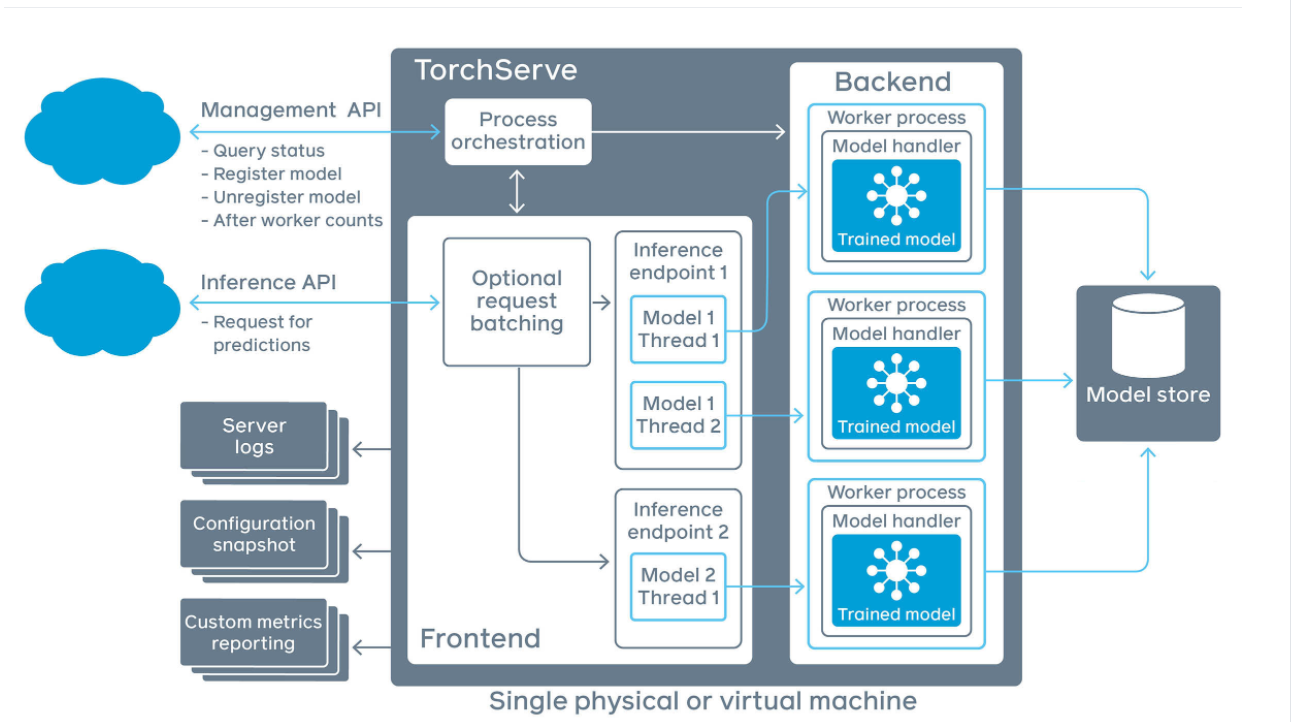 TorchServe
Backend
Management API
- Query status
- Register model
- Unregister model
- After worker counts
Process
orchestration
Inference API
- Request for
predictions
Optional
request
batching
Inference
endpoint 1
Model 1
Thread 1
Model 1
Thread 2
Inference
endpoint 2
Model 2
Thread 1
Frontend
Worker process
Model handler
Trained model
Worker process
Model handler
Trained model
Worker process
Model handler
Trained model
Model store
Server
logs
Configuration
snapshot
Custom metrics
reporting
Single physical or virtual machine